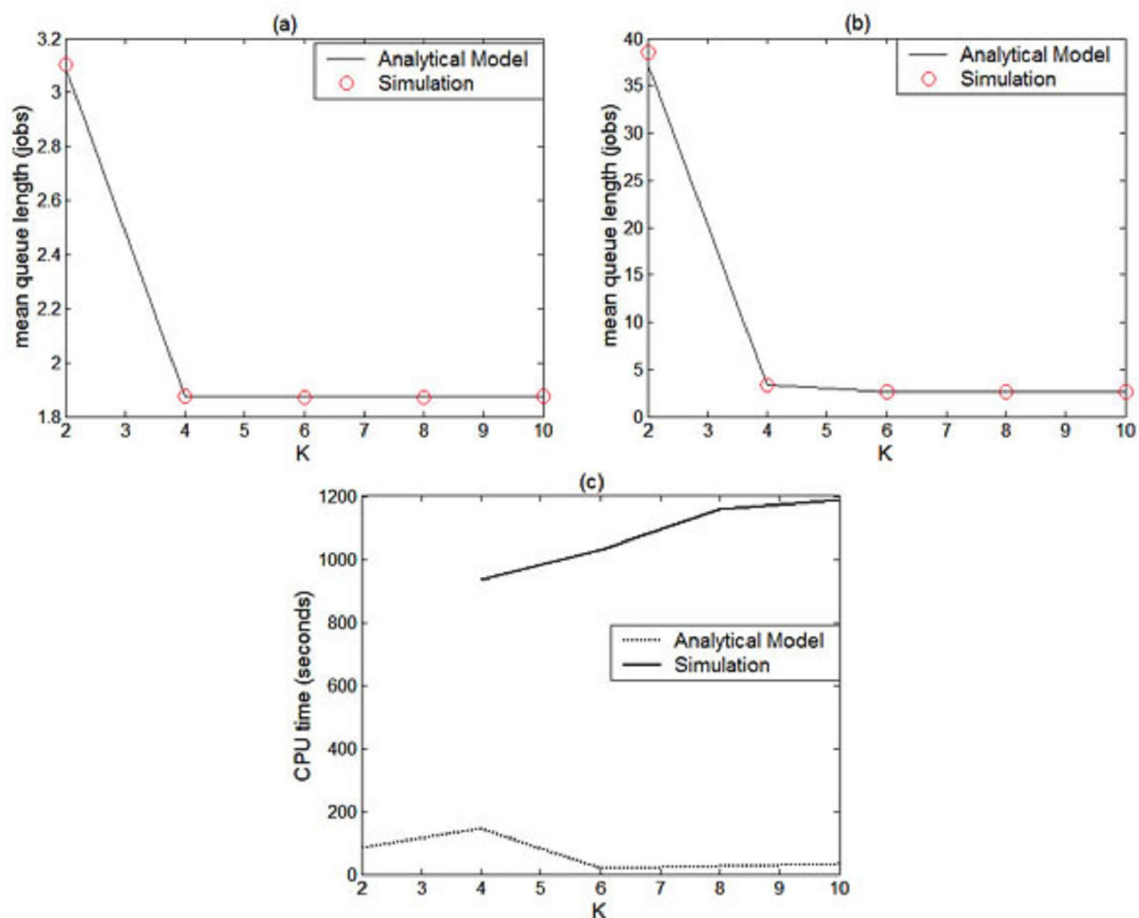 (a)
3.2
3
2.8
2.6
2.4
2.2
2
1.8
mean queue length (jobs)
Analytical Model
Simulation
2 3 4 5 6 7 8 9 10
K
(b)
40
35
30
25
20
15
10
5
0
mean queue length (jobs)
Analytical Model
Simulation
2 3 4 5 6 7 8 9 10
K
(c)
1200
1000
800
600
400
200
0
CPU time (seconds)
Analytical Model
Simulation
2 3 4 5 6 7 8 9 10
K